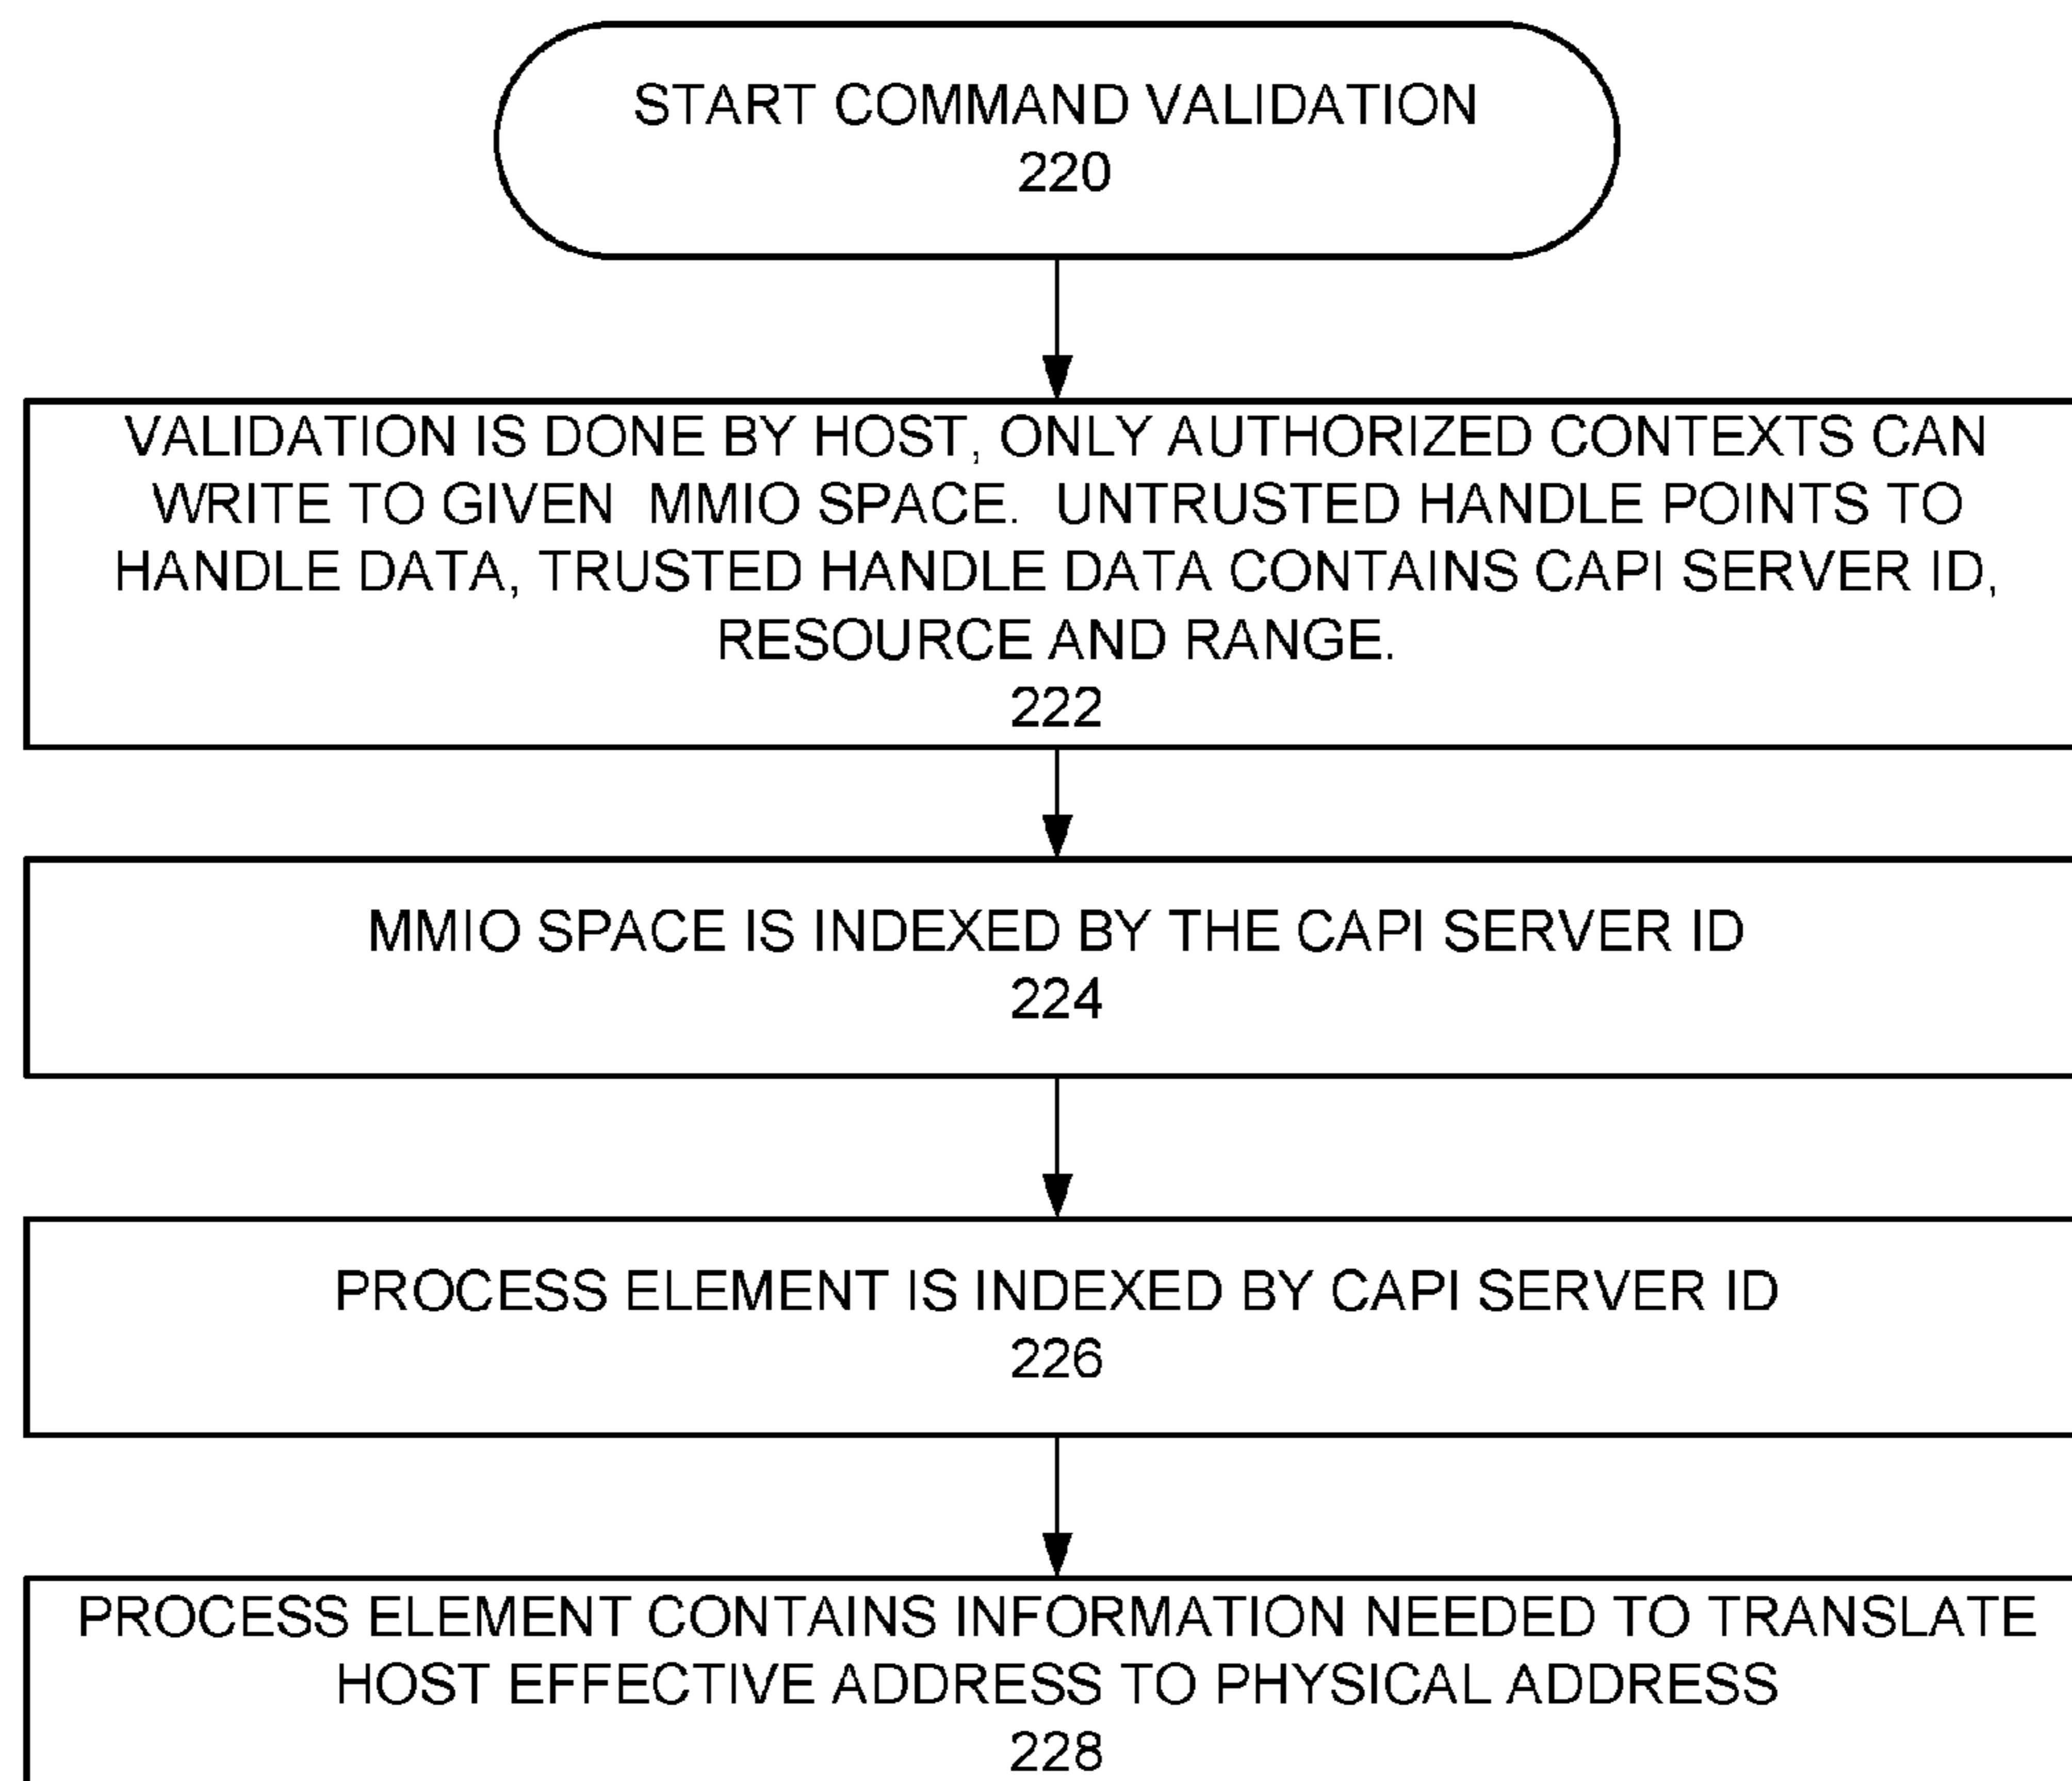 START COMMAND VALIDATION
220
VALIDATION IS DONE BY HOST, ONLY AUTHORIZED CONTEXTS CAN
WRITE TO GIVEN MMIO SPACE. UNTRUSTED HANDLE POINTS TO
HANDLE DATA, TRUSTED HANDLE DATA CONTAINS CAPI SERVER ID,
RESOURCE AND RANGE.
222
MMIO SPACE IS INDEXED BY THE CAPI SERVER ID
224
PROCESS ELEMENT IS INDEXED BY CAPI SERVER ID
226
PROCESS ELEMENT CONTAINS INFORMATION NEEDED TO TRANSLATE
HOST EFFECTIVE ADDRESS TO PHYSICAL ADDRESS
228